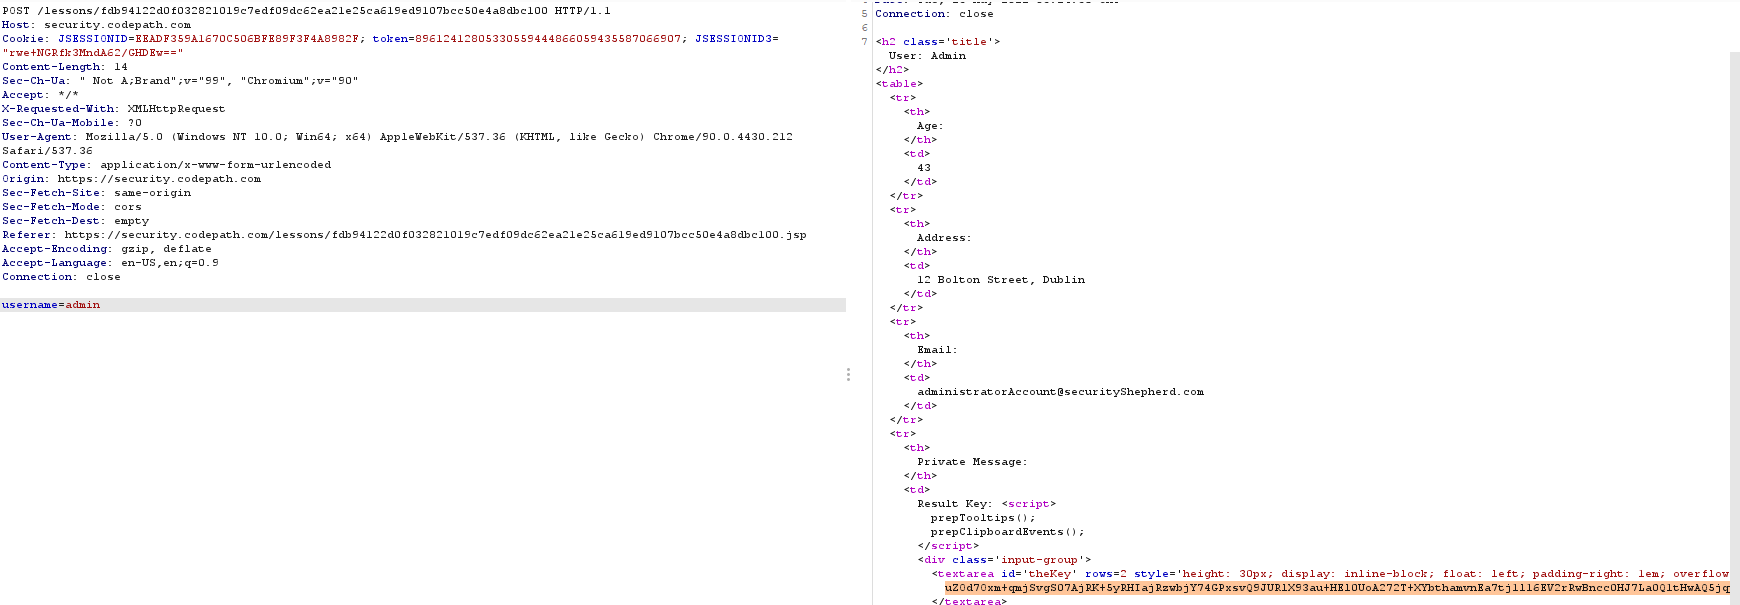 POST /lessons/fdb94122d0f032821019c7edf09dc62ea21e25ca619ed9107bcc50e4a8dbc100 HTTP/1.1
Host: security.codepath.com
Cookie: JSESSIONID=EEADF359A1670C506BFE89F3F4A8982F; token=89612412805330559444866059435587066907; JSESSIONID3=
"rwe+NGRfk3MndA62/GHDEw=="
Content-Length: 14
Sec-Ch-Ua: " Not A;Brand";v="99", "Chromium";v="90"
Accept: */*
X-Requested-With: XMLHttpRequest
Sec-Ch-Ua-Mobile: ?0
User-Agent: Mozilla/5.0 (Windows NT 10.0; Win64; x64) AppleWebKit/537.36 (KHTML, like Gecko) Chrome/90.0.4430.212
Safari/537.36
Content-Type: application/x-www-form-urlencoded
Origin: https://security.codepath.com
Sec-Fetch-Site: same-origin
Sec-Fetch-Mode: cors
Sec-Fetch-Dest: empty
Referer: https://security.codepath.com/lessons/fdb94122d0f032821019c7edf09dc62ea21e25ca619ed9107bcc50e4a8dbc100.jsp
Accept-Encoding: gzip, deflate
Accept-Language: en-US,en;q=0.9
Connection: close
username=admin
5 Connection: close
6
7 <h2 class='title'>
User: Admin
</h2>
<table>
<tr>
<th>
Age:
</th>
<td>
43
</td>
</tr>
<tr>
<th>
Address:
</th>
<td>
12 Bolton Street, Dublin
</td>
</tr>
<tr>
<th>
Email:
</th>
<td>
administratorAccount@securityShepherd.com
</td>
</tr>
<tr>
<th>
Private Message:
</th>
<td>
Result Key: <script>
prepTooltips();
prepClipboardEvents();
</script>
<div class='input-group'>
<textarea id='theKey' rows=2 style='height: 30px; display: inline-block; float: left; padding-right: 1em; overflow
</textarea>